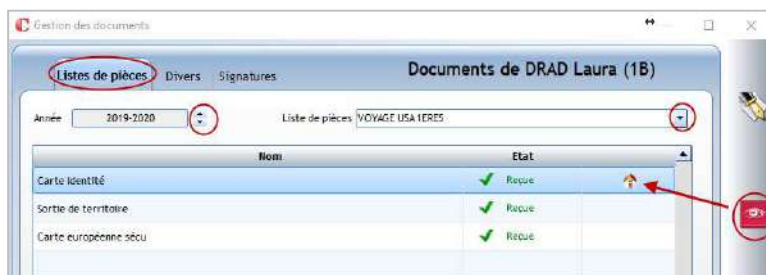 Gestion des documents
Listes de pièces Divers Signatures Documents de DRAD Laura (1B)
Année 2019-2020 Liste de pièces VOYAGE USA 1ERES
Nom Etat
Carte identité Reçue
Sortie de territoire Reçue
Carte européenne sécu Reçue